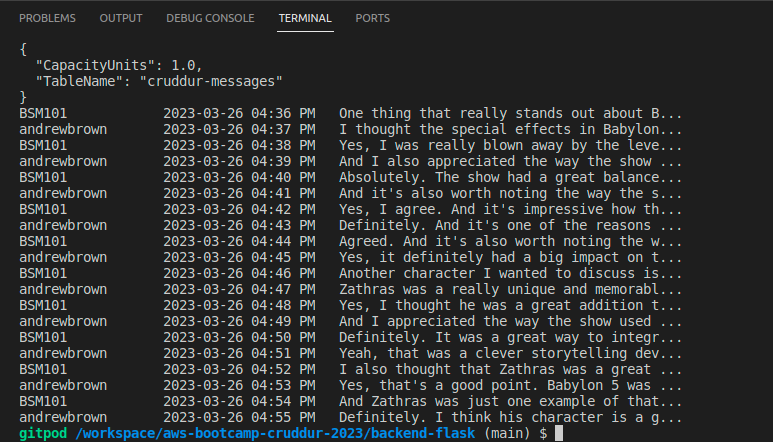 PROBLEMS OUTPUT DEBUG CONSOLE TERMINAL PORTS
{
  "CapacityUnits": 1.0,
  "TableName": "cruddur-messages"
}
BSM101 2023-03-26 04:36 PM One thing that really stands out about B...
andrewbrown 2023-03-26 04:37 PM I thought the special effects in Babylon...
BSM101 2023-03-26 04:38 PM Yes, I was really blown away by the leve...
andrewbrown 2023-03-26 04:39 PM And I also appreciated the way the show ...
BSM101 2023-03-26 04:40 PM Absolutely. The show had a great balance...
andrewbrown 2023-03-26 04:41 PM And it's also worth noting the way the s...
BSM101 2023-03-26 04:42 PM Yes, I agree. And it's impressive how th...
andrewbrown 2023-03-26 04:43 PM Definitely. And it's one of the reasons ...
BSM101 2023-03-26 04:44 PM Agreed. And it's also worth noting the w...
andrewbrown 2023-03-26 04:45 PM Yes, it definitely had a big impact on t...
BSM101 2023-03-26 04:46 PM Another character I wanted to discuss is...
andrewbrown 2023-03-26 04:47 PM Zathras was a really unique and memorabl...
BSM101 2023-03-26 04:48 PM Yes, I thought he was a great addition t...
andrewbrown 2023-03-26 04:49 PM And I appreciated the way the show used ...
BSM101 2023-03-26 04:50 PM Definitely. It was a great way to integr...
andrewbrown 2023-03-26 04:51 PM Yeah, that was a clever storytelling dev...
BSM101 2023-03-26 04:52 PM I also thought that Zathras was a great ...
andrewbrown 2023-03-26 04:53 PM Yes, that's a good point. Babylon 5 was ...
BSM101 2023-03-26 04:54 PM And Zathras was just one example of that...
andrewbrown 2023-03-26 04:55 PM Definitely. I think his character is a g...
gitpod /workspace/aws-bootcamp-cruddur-2023/backend-flask (main) $